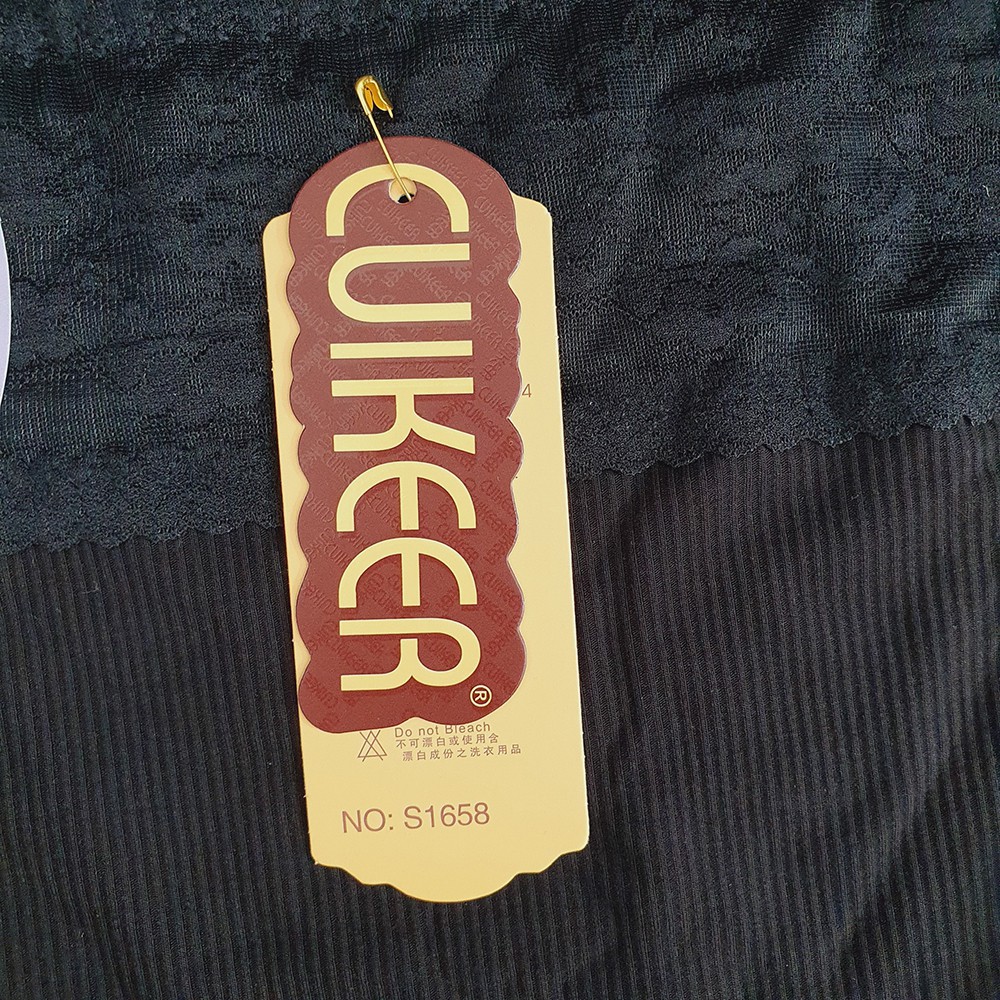 CUIKEER®
4
Do not Bleach
不可漂白或使用含
漂白成份之洗衣用品
NO: S1658